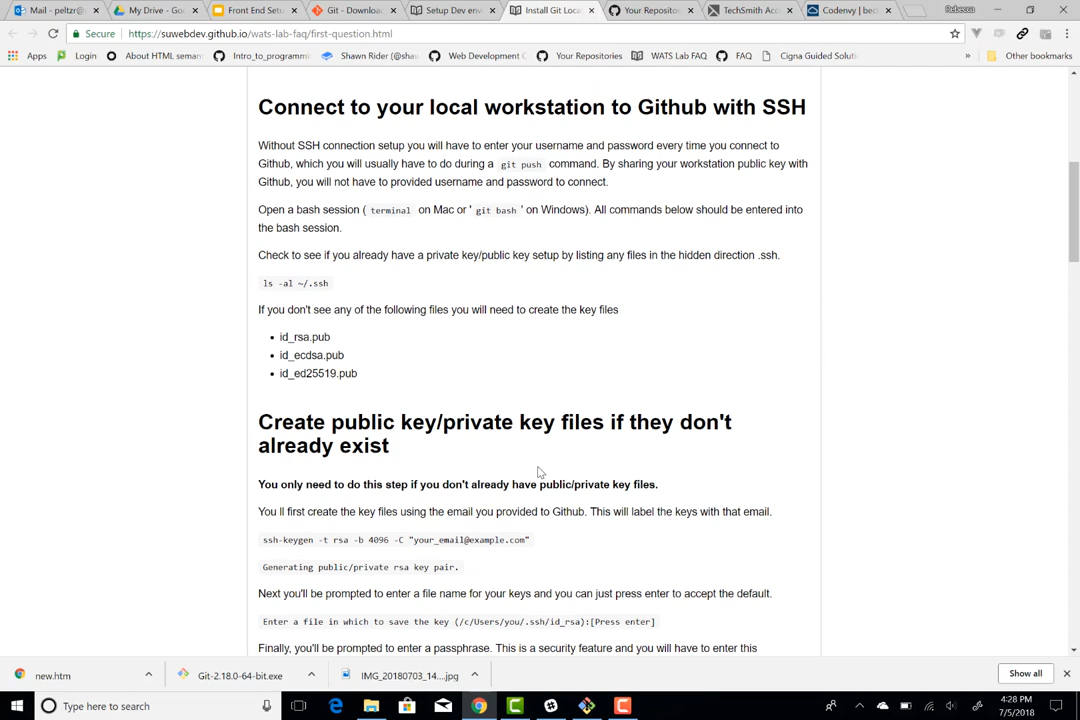 Mail - peltzr@
My Drive - Goo
Front End Setu
Git - Downloa
Setup Dev env
Install Git Loca
Your Reposito
TechSmith Acc
Codenvy | bec
Rebecca
Secure https://suwebdev.github.io/wats-lab-faq/first-question.html
Apps Login About HTML seman Intro_to_programmi Shawn Rider (@shaw Web Development C Your Repositories WATS Lab FAQ FAQ Cigna Guided Soluti » Other bookmarks
Connect to your local workstation to Github with SSH
Without SSH connection setup you will have to enter your username and password every time you connect to
Github, which you will usually have to do during a git push command. By sharing your workstation public key with
Github, you will not have to provided username and password to connect.
Open a bash session ( terminal on Mac or ' git bash ' on Windows). All commands below should be entered into
the bash session.
Check to see if you already have a private key/public key setup by listing any files in the hidden direction .ssh.
ls -al ~/.ssh
If you don't see any of the following files you will need to create the key files
• id_rsa.pub
• id_ecdsa.pub
• id_ed25519.pub
Create public key/private key files if they don't
already exist
You only need to do this step if you don't already have public/private key files.
You ll first create the key files using the email you provided to Github. This will label the keys with that email.
ssh-keygen -t rsa -b 4096 -C "your_email@example.com"
Generating public/private rsa key pair.
Next you'll be prompted to enter a file name for your keys and you can just press enter to accept the default.
Enter a file in which to save the key (/c/Users/you/.ssh/id_rsa):[Press enter]
Finally, you'll be prompted to enter a passphrase. This is a security feature and you will have to enter this
new.htm
Git-2.18.0-64-bit.exe
IMG_20180703_14....jpg
Show all
Type here to search
4:28 PM
7/5/2018